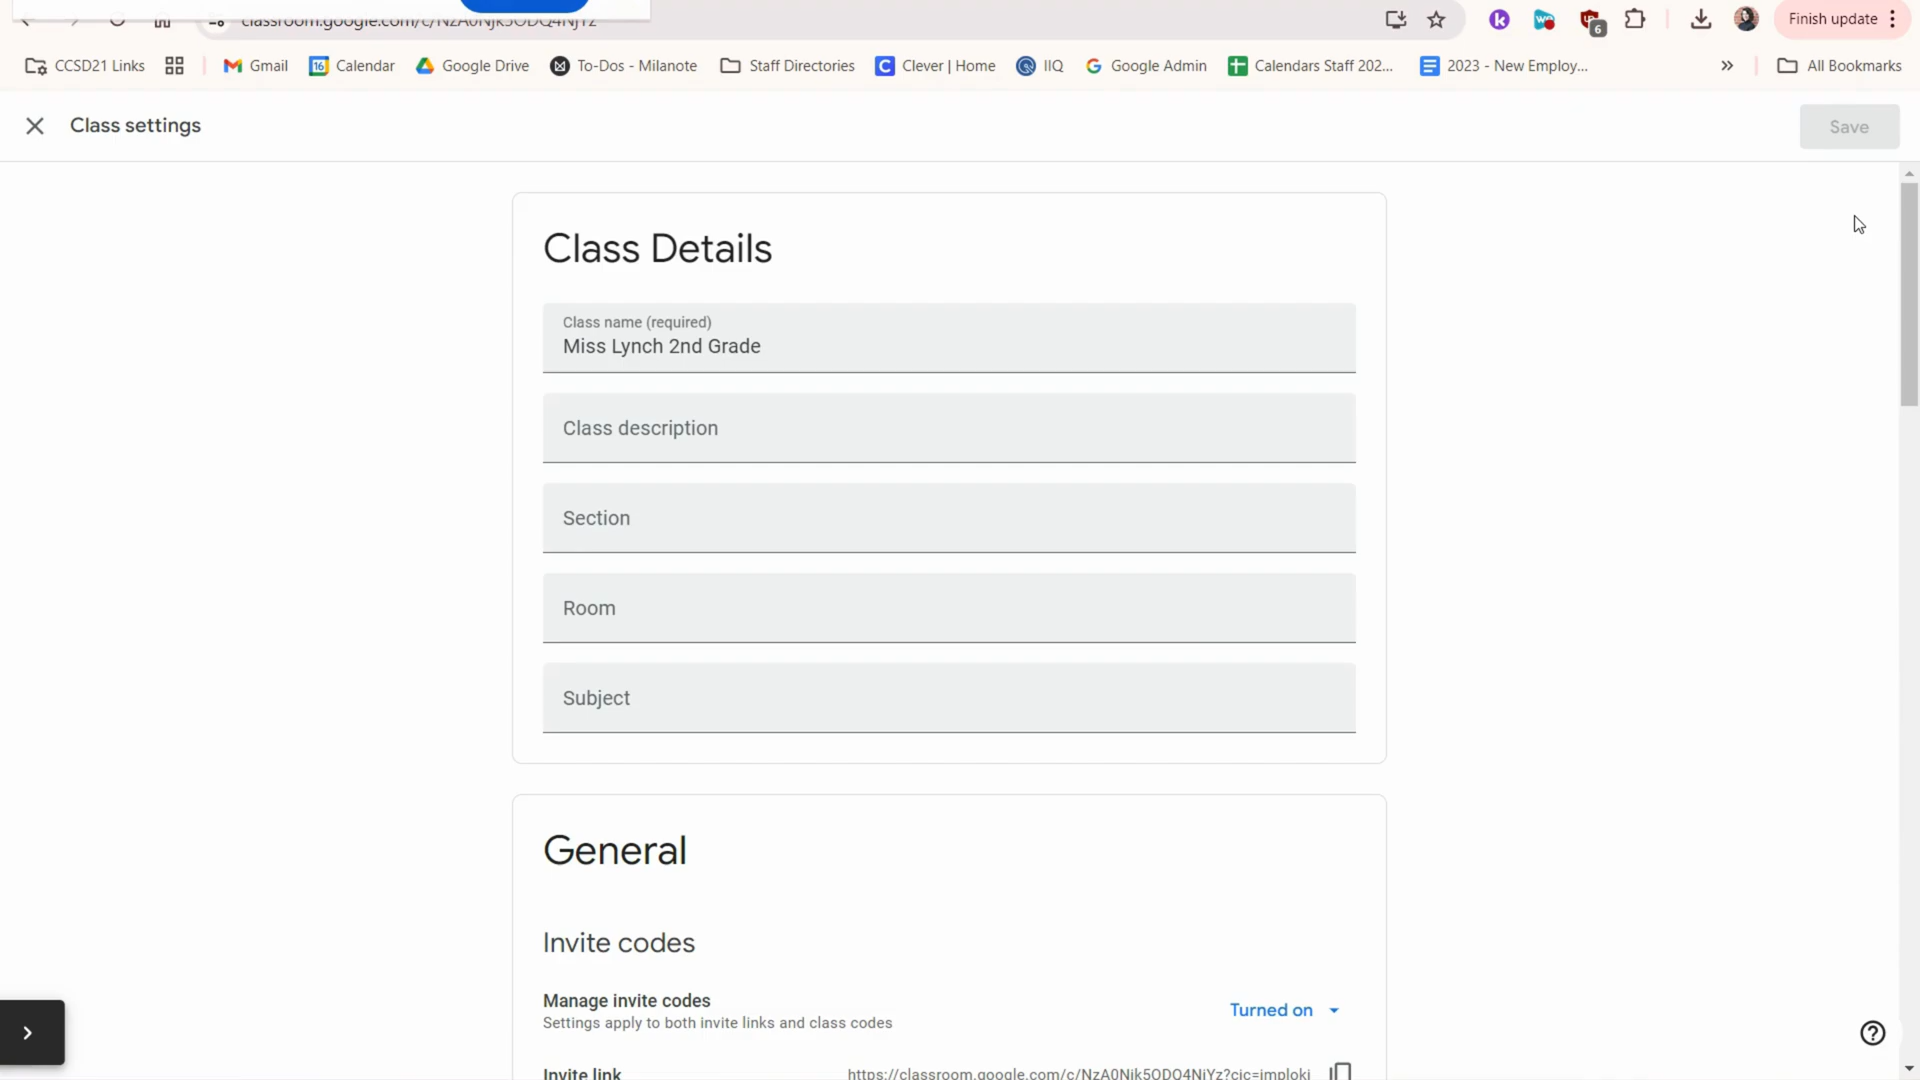 Finish update
6
CCSD21 Links
Gmail
16
Calendar
Google Drive
To-Dos - Milanote
Staff Directories
Clever | Home
IIQ
Google Admin
Calendars Staff 202...
2023 - New Employ...
All Bookmarks
Class settings
Save
Class Details
Class name (required)
Miss Lynch 2nd Grade
Class description
Section
Room
Subject
General
Invite codes
Manage invite codes
Turned on
Settings apply to both invite links and class codes
Invite link